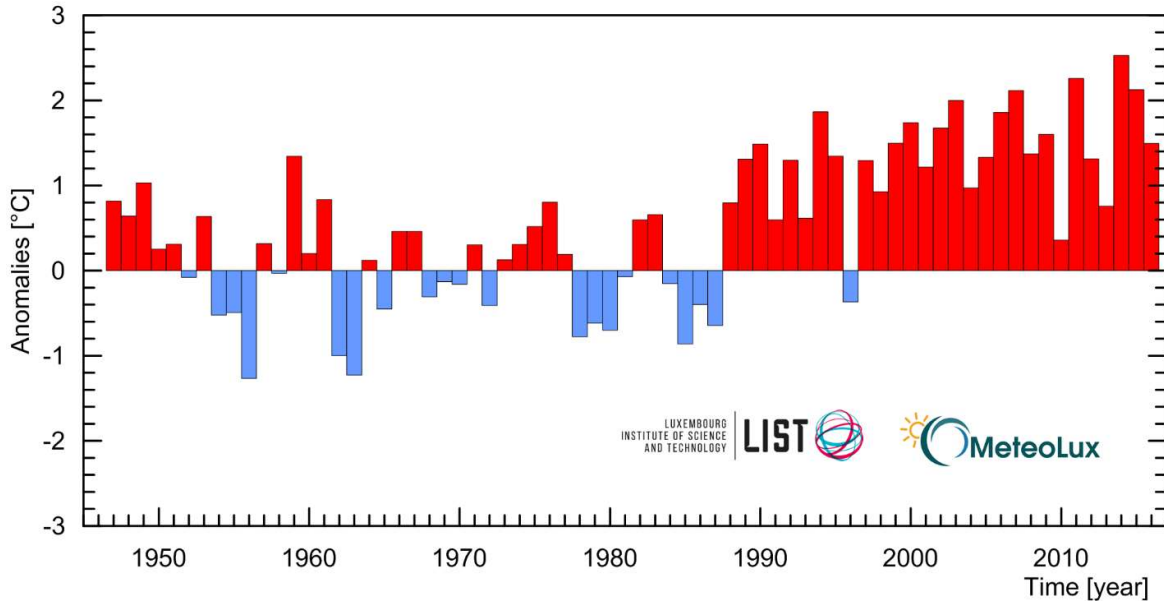 3
2
1
0
-1
-2
-3
Anomalies [°C]
LUXEMBOURG
INSTITUTE OF SCIENCE
AND TECHNOLOGY
LIST
MeteoLux
1950 1960 1970 1980 1990 2000 2010
Time [year]